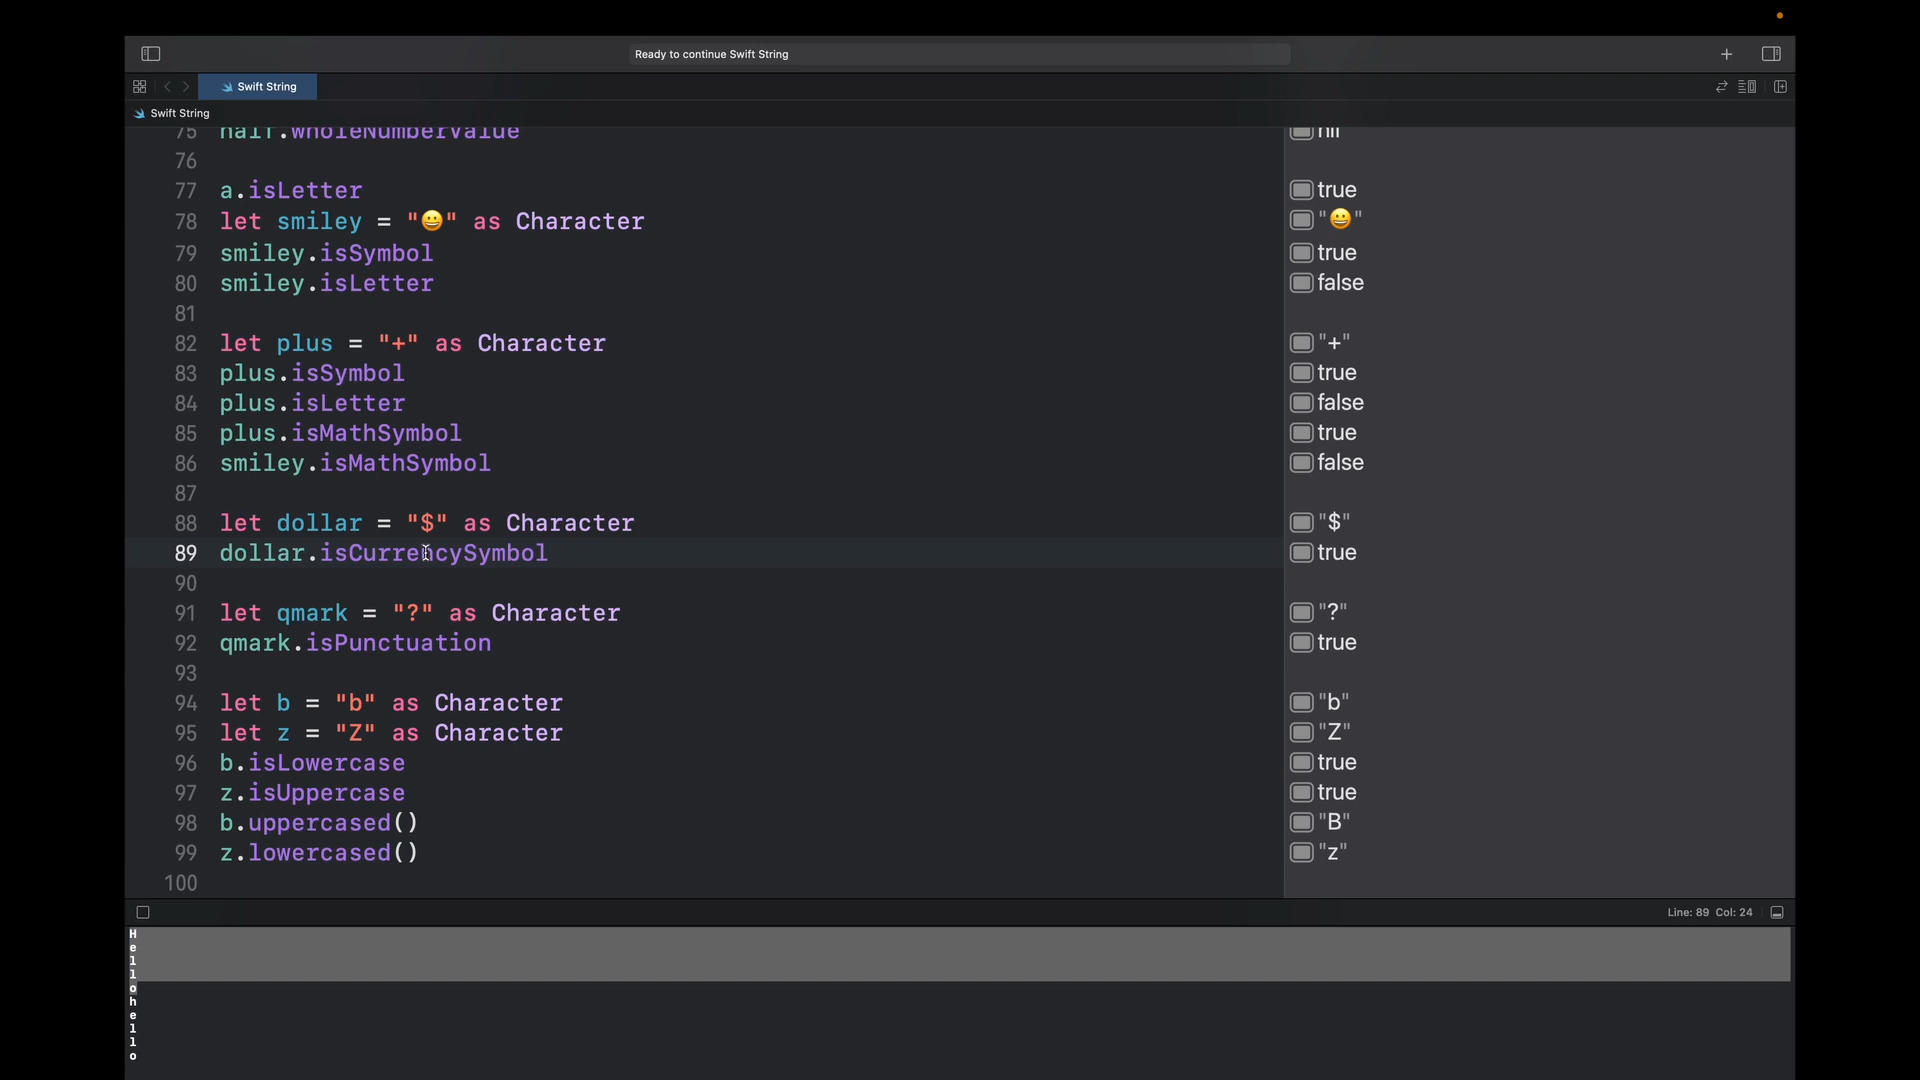 Ready to continue Swift String
Swift String
Swift String
75 half.wholeNumberValue nil
76
77 a.isLetter true
78 let smiley = "😀" as Character "😀"
79 smiley.isSymbol true
80 smiley.isLetter false
81
82 let plus = "+" as Character "+"
83 plus.isSymbol true
84 plus.isLetter false
85 plus.isMathSymbol true
86 smiley.isMathSymbol false
87
88 let dollar = "$" as Character "$"
89 dollar.isCurrencySymbol true
90
91 let qmark = "?" as Character "?"
92 qmark.isPunctuation true
93
94 let b = "b" as Character "b"
95 let z = "Z" as Character "Z"
96 b.isLowercase true
97 z.isUppercase true
98 b.uppercased() "B"
99 z.lowercased() "z"
100
Line: 89 Col: 24
H
e
l
l
o
h
e
l
l
o